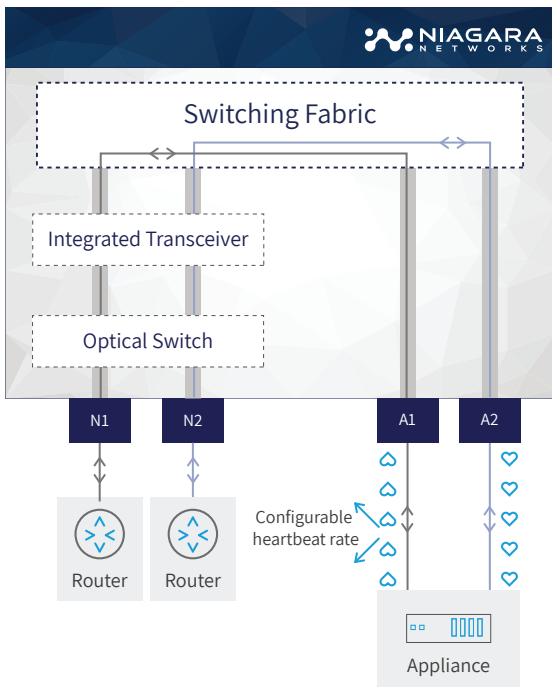 NIAGARA
NETWORKS
Switching Fabric
Integrated Transceiver
Optical Switch
N1
N2
A1
A2
Configurable
heartbeat rate
Router
Router
Appliance